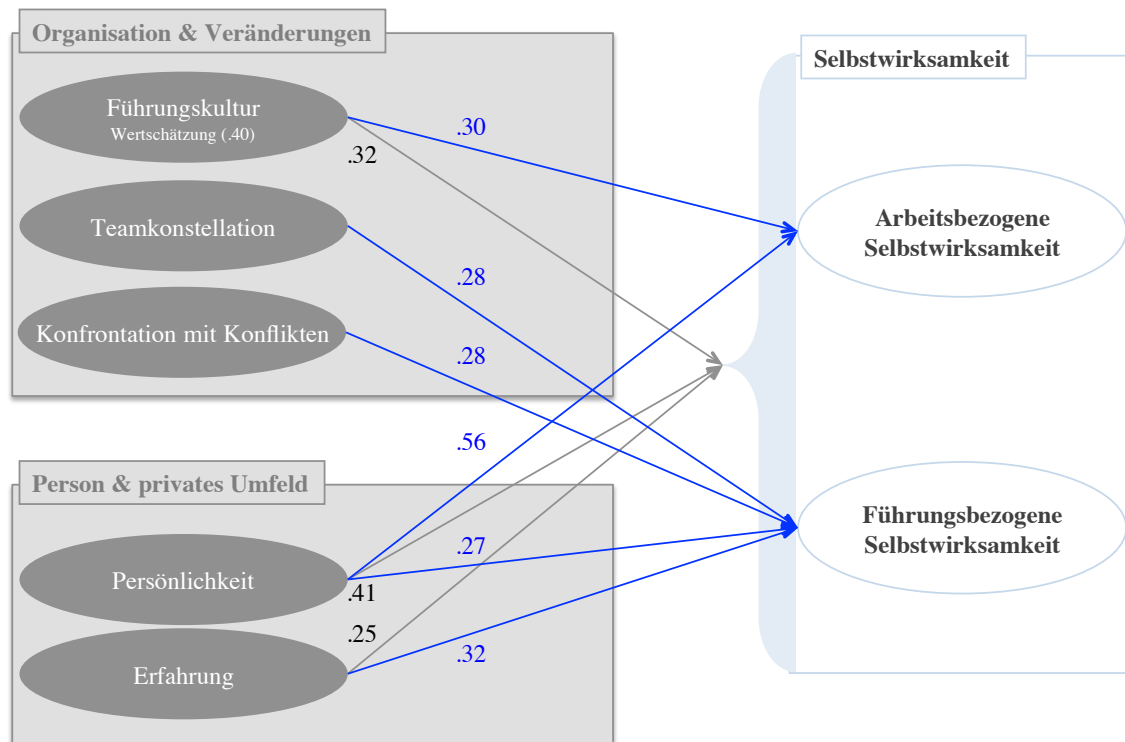 Organisation & Veränderungen
Führungskultur
Wertschätzung (.40)
.32
Teamkonstellation
Konfrontation mit Konflikten
.30
.28
.28
.56
Person & privates Umfeld
Persönlichkeit
.41
.25
Erfahrung
.27
.32
Selbstwirksamkeit
Arbeitsbezogene
Selbstwirksamkeit
Führungsbezogene
Selbstwirksamkeit